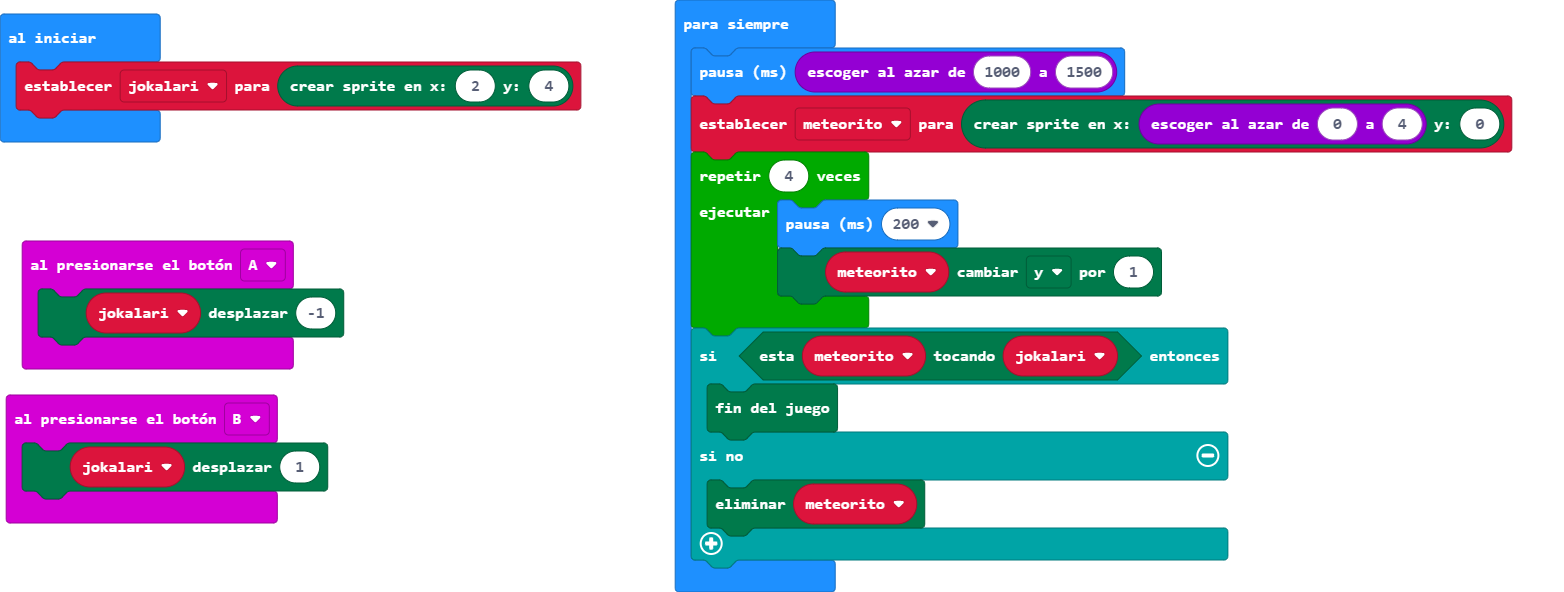 al iniciar
establecer jokalari para crear sprite en x: 2 y: 4
al presionarse el botón A
jokalari desplazar -1
al presionarse el botón B
jokalari desplazar 1
para siempre
pausa (ms) escoger al azar de 1000 a 1500
establecer meteorito para crear sprite en x: escoger al azar de 0 a 4 y: 0
repetir 4 veces
ejecutar
pausa (ms) 200
meteorito cambiar y por 1
si esta meteorito tocando jokalari entonces
fin del juego
si no
eliminar meteorito